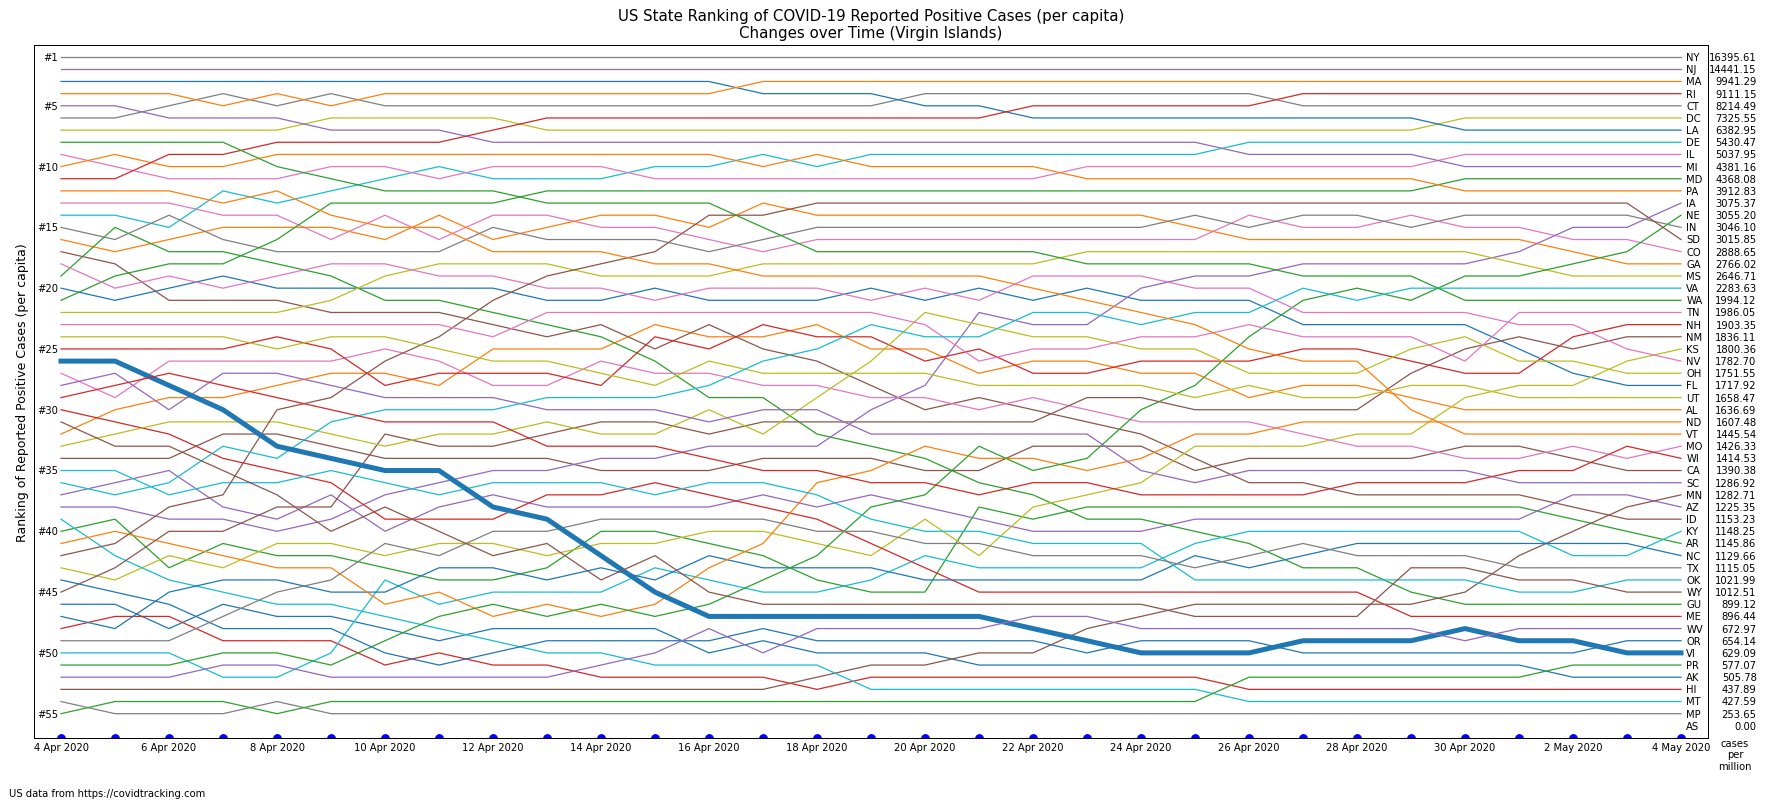 US State Ranking of COVID-19 Reported Positive Cases (per capita)
Changes over Time (Virgin Islands)
Ranking of Reported Positive Cases (per capita)
#1
#5
#10
#15
#20
#25
#30
#35
#40
#45
#50
#55
NY 16395.61
NJ 14441.15
MA 9941.29
RI 9111.15
CT 8214.49
DC 7325.55
LA 6382.95
DE 5430.47
IL 5037.95
MI 4381.16
MD 4368.08
PA 3912.83
IA 3075.37
NE 3055.20
IN 3046.10
SD 3015.85
CO 2888.65
GA 2766.02
MS 2646.71
VA 2283.63
WA 1994.12
TN 1986.05
NH 1903.35
NM 1836.11
KS 1800.36
NV 1782.70
OH 1751.55
FL 1717.92
UT 1658.47
AL 1636.69
ND 1607.48
VT 1445.54
MO 1426.33
WI 1414.53
CA 1390.38
SC 1286.92
MN 1282.71
AZ 1225.35
ID 1153.23
KY 1148.25
AR 1145.86
NC 1129.66
TX 1115.05
OK 1021.99
WY 1012.51
GU 899.12
ME 896.44
WV 672.97
OR 654.14
VI 629.09
PR 577.07
AK 505.78
HI 437.89
MT 427.59
MP 253.65
AS 0.00
4 Apr 2020 6 Apr 2020 8 Apr 2020 10 Apr 2020 12 Apr 2020 14 Apr 2020 16 Apr 2020 18 Apr 2020 20 Apr 2020 22 Apr 2020 24 Apr 2020 26 Apr 2020 28 Apr 2020 30 Apr 2020 2 May 2020 4 May 2020
cases
per
million
US data from https://covidtracking.com